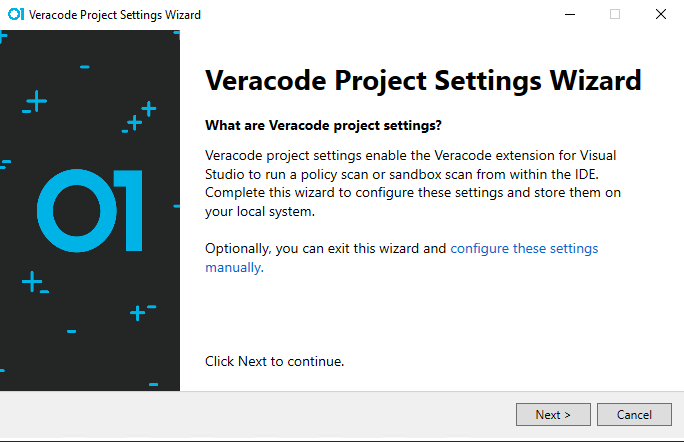 01 Veracode Project Settings Wizard
01
Veracode Project Settings Wizard
What are Veracode project settings?
Veracode project settings enable the Veracode extension for Visual
Studio to run a policy scan or sandbox scan from within the IDE.
Complete this wizard to configure these settings and store them on
your local system.
Optionally, you can exit this wizard and configure these settings
manually.
Click Next to continue.
Next >
Cancel